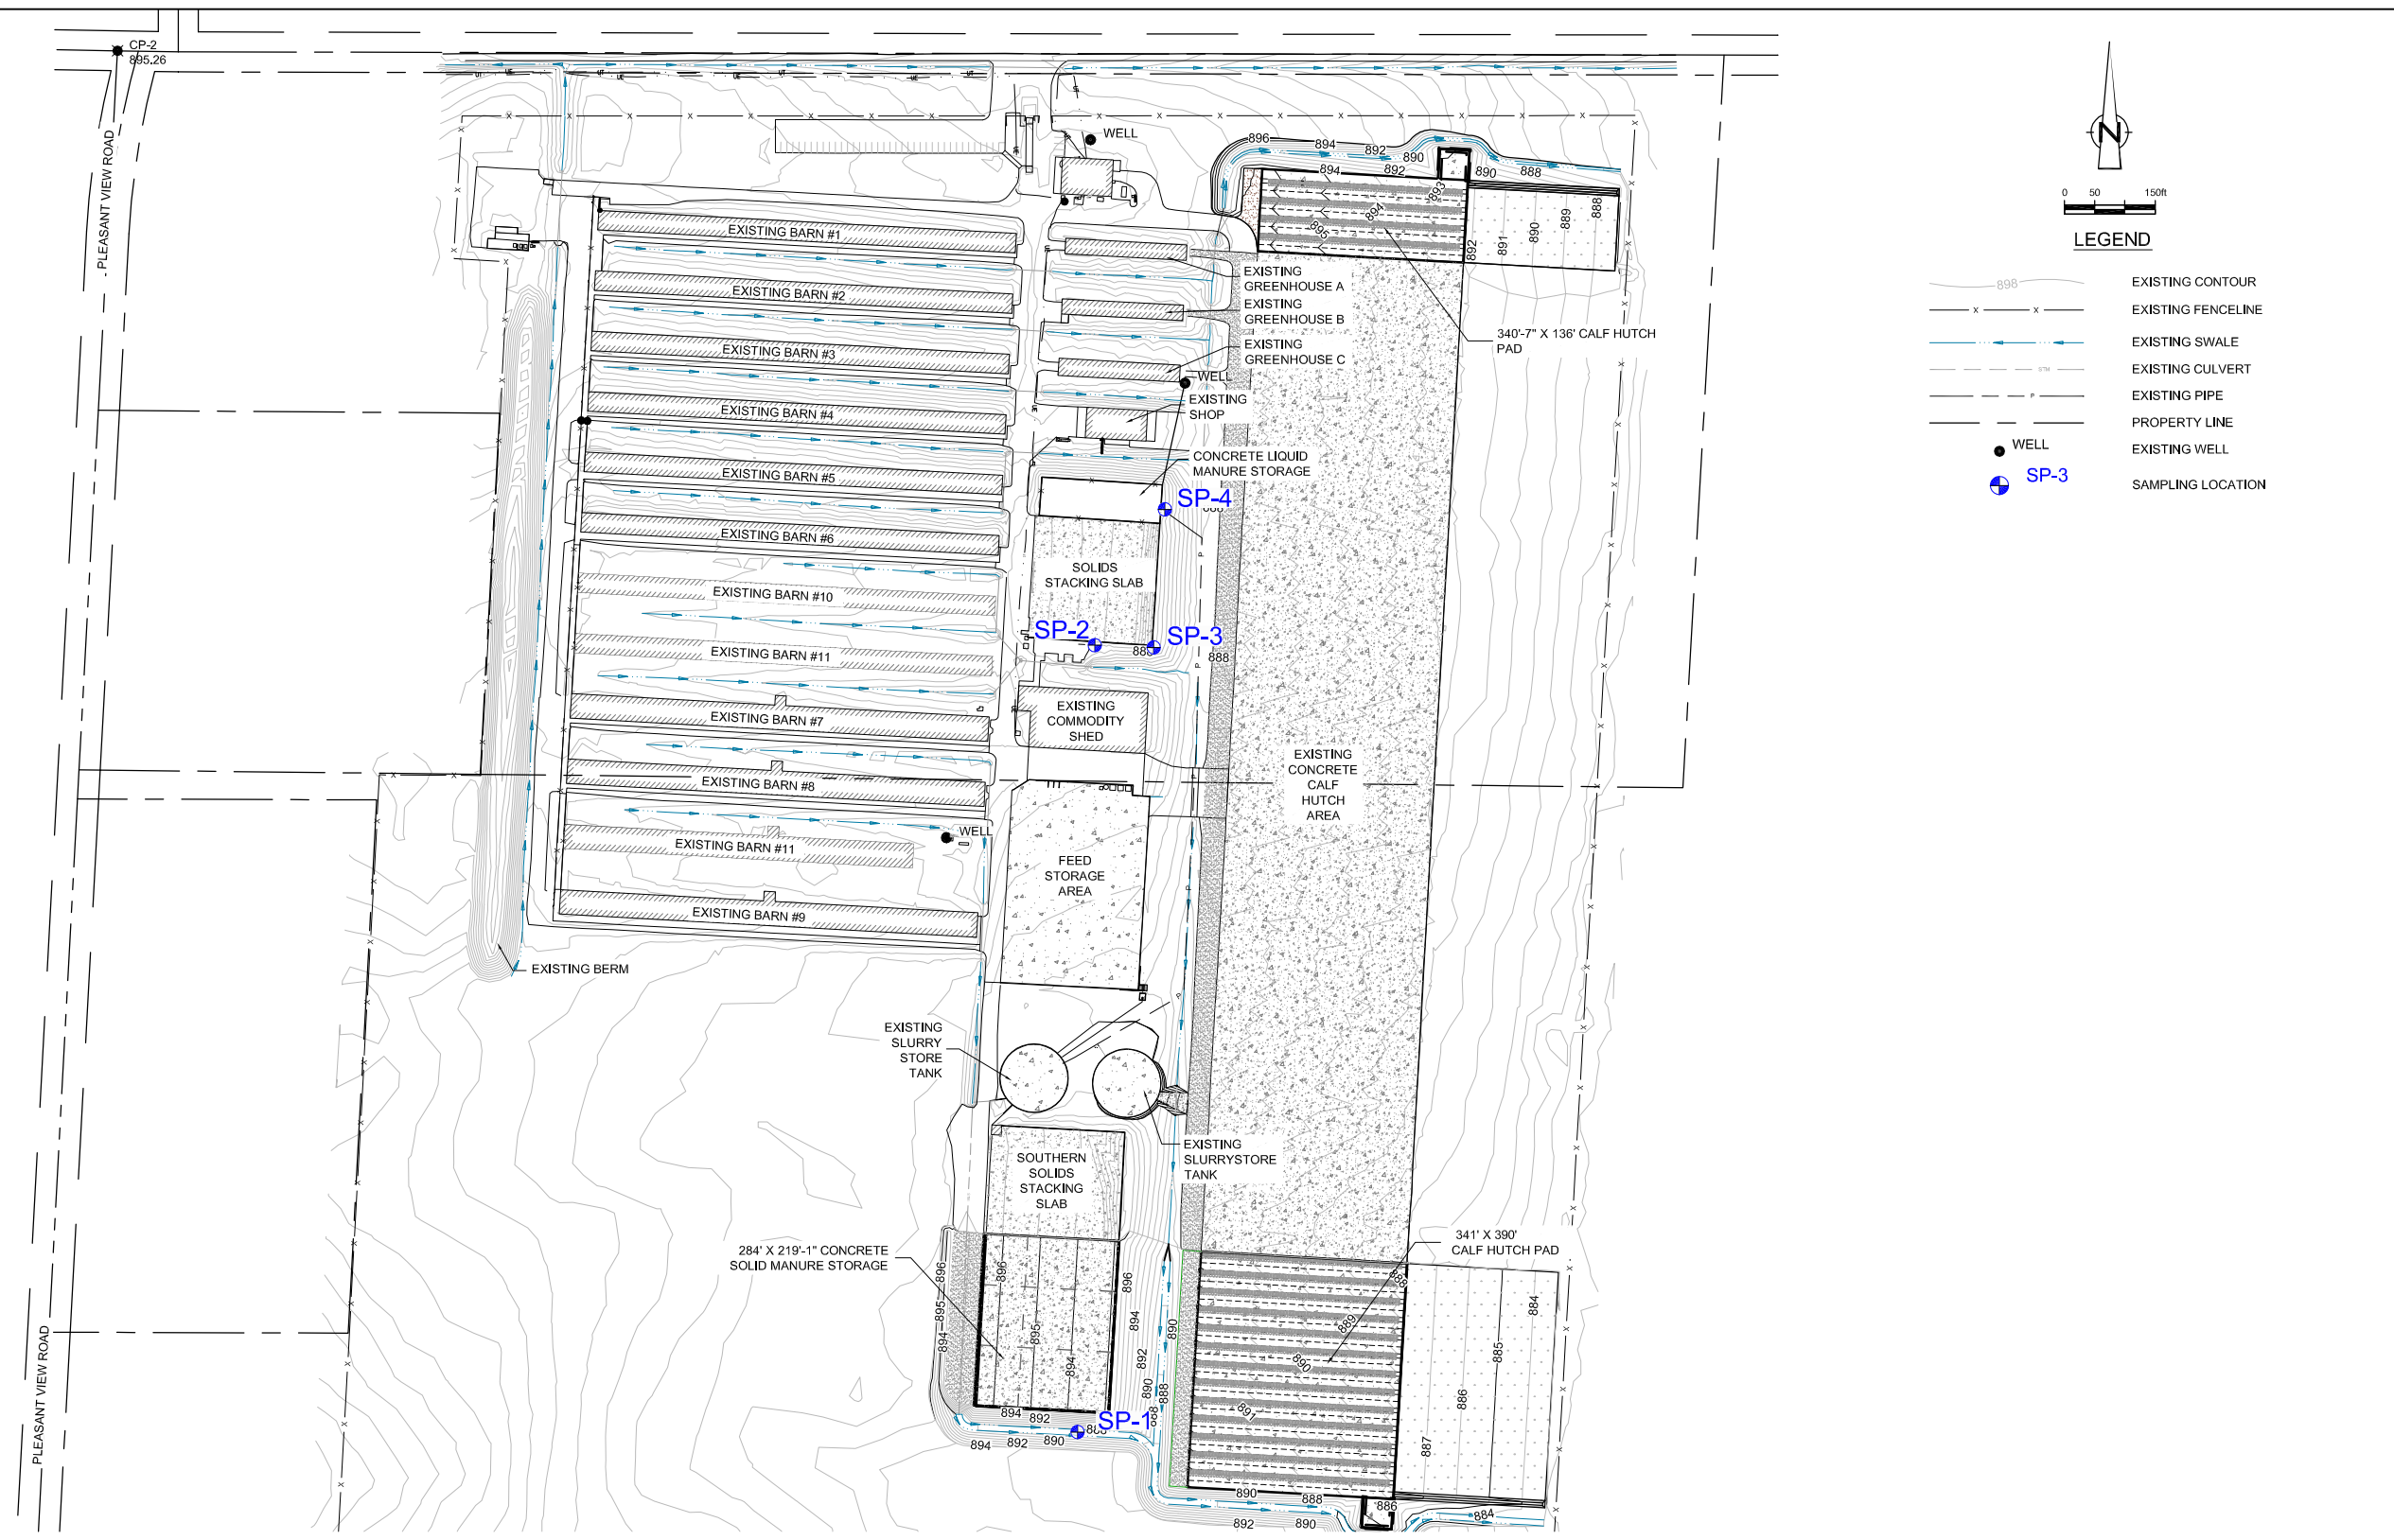 CP-2
895.26
PLEASANT VIEW ROAD
UT
UE
UT
UE
UE
UT
UE
UT
WELL
896
894
892
890
894
892
890
888
893
894
895
892
891
890
889
888
N
0 50 150ft
LEGEND
898
EXISTING CONTOUR
X X
EXISTING FENCELINE
EXISTING SWALE
STM
EXISTING CULVERT
P
EXISTING PIPE
PROPERTY LINE
WELL
EXISTING WELL
SP-3
SAMPLING LOCATION
EXISTING BARN #1
EXISTING BARN #2
EXISTING BARN #3
EXISTING BARN #4
EXISTING BARN #5
EXISTING BARN #6
EXISTING BARN #10
EXISTING BARN #11
EXISTING BARN #7
EXISTING BARN #8
EXISTING BARN #11
EXISTING BARN #9
WELL
EXISTING BERM
EXISTING
GREENHOUSE A
EXISTING
GREENHOUSE B
EXISTING
GREENHOUSE C
340'-7" X 136' CALF HUTCH
PAD
WELL
EXISTING
SHOP
CONCRETE LIQUID
MANURE STORAGE
SP-4
SOLIDS
STACKING SLAB
SP-2
SP-3
888
EXISTING
COMMODITY
SHED
EXISTING
CONCRETE
CALF
HUTCH
AREA
FEED
STORAGE
AREA
EXISTING
SLURRY
STORE
TANK
EXISTING
SLURRYSTORE
TANK
SOUTHERN
SOLIDS
STACKING
SLAB
284' X 219'-1" CONCRETE
SOLID MANURE STORAGE
341' X 390'
CALF HUTCH PAD
896
895
894
896
895
894
896
894
892
890
888
890
888
889
890
891
884
885
886
887
894
892
SP-1
894
892
890
890
888
886
884
892
890
PLEASANT VIEW ROAD